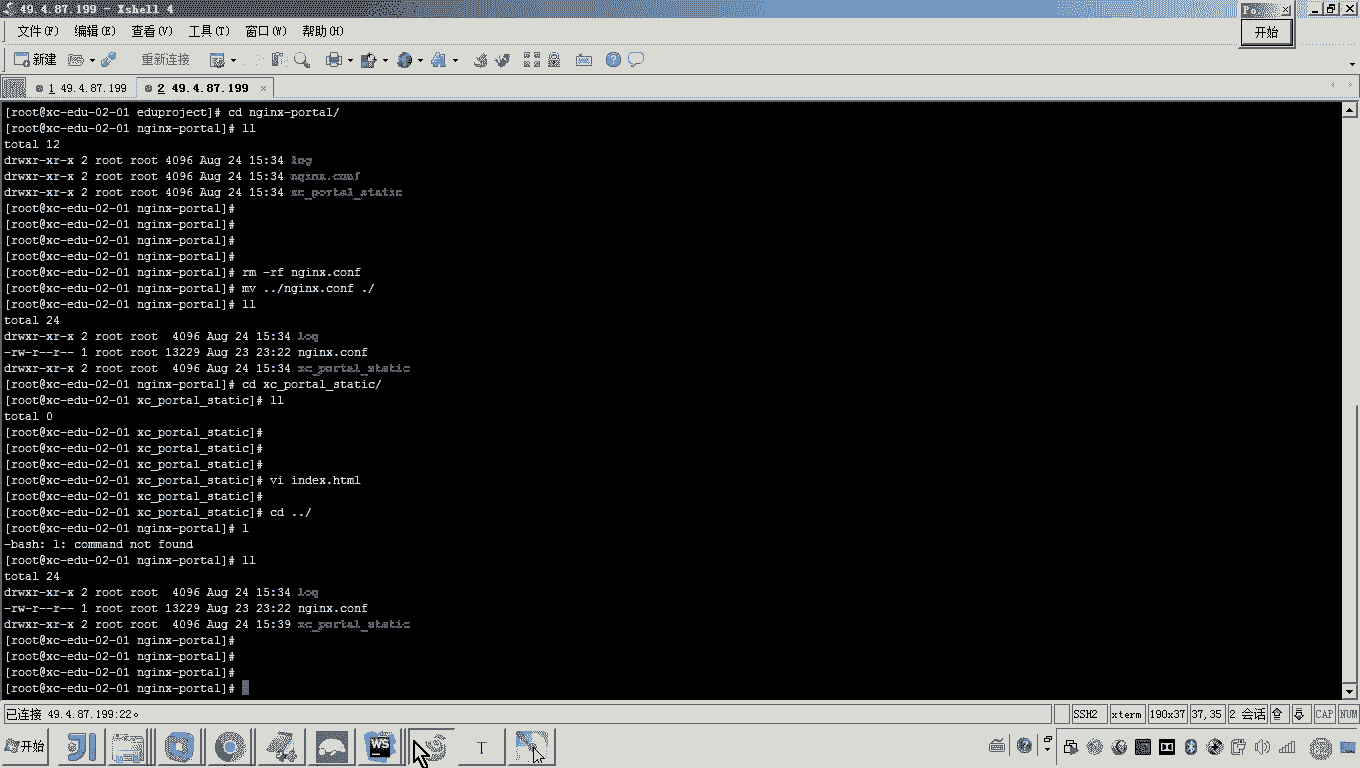 49.4.87.199 - Xshell 4
Po..
开始
文件(F) 编辑(E) 查看(V) 工具(T) 窗口(W) 帮助(H)
新建 重新连接
1 49.4.87.199 2 49.4.87.199
[root@xc-edu-02-01 eduproject]# cd nginx-portal/
[root@xc-edu-02-01 nginx-portal]# ll
total 12
drwxr-xr-x 2 root root 4096 Aug 24 15:34 log
drwxr-xr-x 2 root root 4096 Aug 24 15:34 nginx.conf
drwxr-xr-x 2 root root 4096 Aug 24 15:34 xc_portal_static
[root@xc-edu-02-01 nginx-portal]#
[root@xc-edu-02-01 nginx-portal]#
[root@xc-edu-02-01 nginx-portal]#
[root@xc-edu-02-01 nginx-portal]#
[root@xc-edu-02-01 nginx-portal]# rm -rf nginx.conf
[root@xc-edu-02-01 nginx-portal]# mv ../nginx.conf ./
[root@xc-edu-02-01 nginx-portal]# ll
total 24
drwxr-xr-x 2 root root  4096 Aug 24 15:34 log
-rw-r--r-- 1 root root 13229 Aug 23 23:22 nginx.conf
drwxr-xr-x 2 root root  4096 Aug 24 15:34 xc_portal_static
[root@xc-edu-02-01 nginx-portal]# cd xc_portal_static/
[root@xc-edu-02-01 xc_portal_static]# ll
total 0
[root@xc-edu-02-01 xc_portal_static]#
[root@xc-edu-02-01 xc_portal_static]#
[root@xc-edu-02-01 xc_portal_static]#
[root@xc-edu-02-01 xc_portal_static]# vi index.html
[root@xc-edu-02-01 xc_portal_static]#
[root@xc-edu-02-01 xc_portal_static]# cd ../
[root@xc-edu-02-01 nginx-portal]# l
-bash: l: command not found
[root@xc-edu-02-01 nginx-portal]# ll
total 24
drwxr-xr-x 2 root root  4096 Aug 24 15:34 log
-rw-r--r-- 1 root root 13229 Aug 23 23:22 nginx.conf
drwxr-xr-x 2 root root  4096 Aug 24 15:39 xc_portal_static
[root@xc-edu-02-01 nginx-portal]#
[root@xc-edu-02-01 nginx-portal]#
[root@xc-edu-02-01 nginx-portal]#
[root@xc-edu-02-01 nginx-portal]#
已连接 49.4.87.199:22。 SSH2 xterm 190x37 37,35 2 会话 CAP NUM
开始 WS T